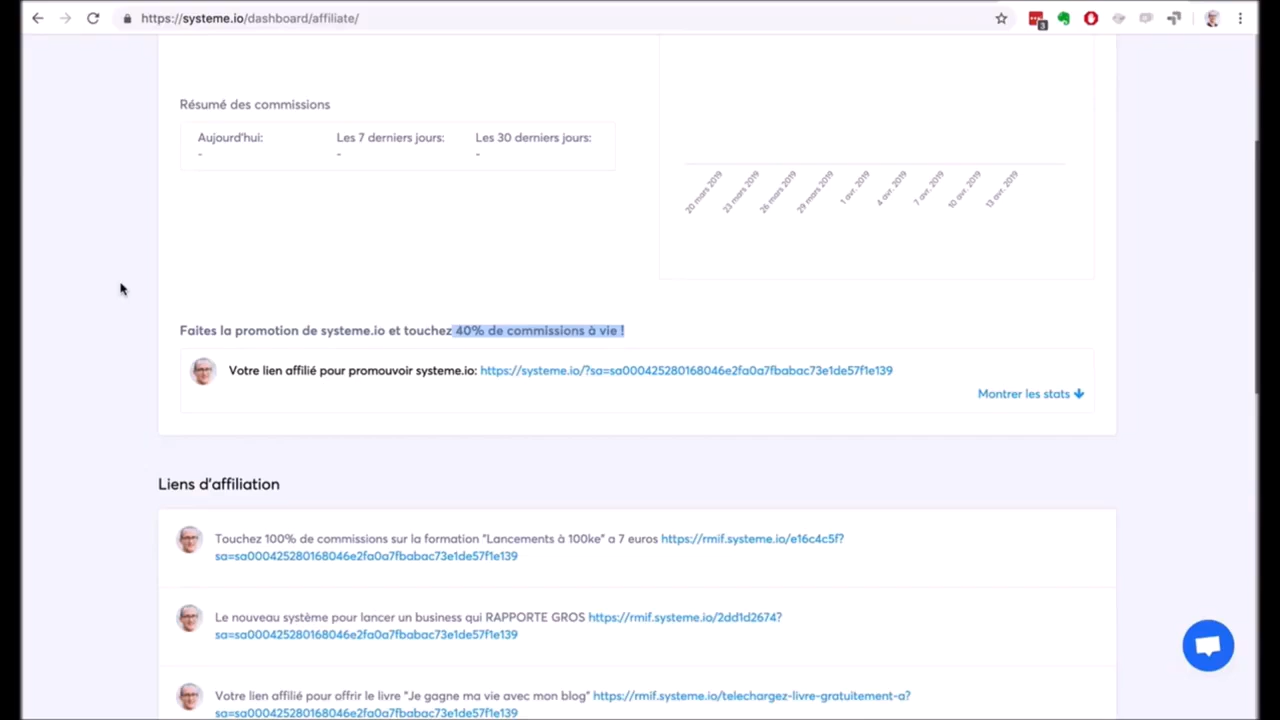 https://systeme.io/dashboard/affiliate/
3
Résumé des commissions
Aujourd'hui: Les 7 derniers jours: Les 30 derniers jours:
- - -
20 mars 2019 23 mars 2019 26 mars 2019 29 mars 2019 1 avr. 2019 4 avr. 2019 7 avr. 2019 10 avr. 2019 13 avr. 2019
Faites la promotion de systeme.io et touchez 40% de commissions à vie !
Votre lien affilié pour promouvoir systeme.io: https://systeme.io/?sa=sa000425280168046e2fa0a7fbabac73e1de57f1e139
Montrer les stats
Liens d'affiliation
Touchez 100% de commissions sur la formation "Lancements à 100ke" a 7 euros https://rmif.systeme.io/e16c4c5f?
sa=sa000425280168046e2fa0a7fbabac73e1de57f1e139
Le nouveau système pour lancer un business qui RAPPORTE GROS https://rmif.systeme.io/2dd1d2674?
sa=sa000425280168046e2fa0a7fbabac73e1de57f1e139
Votre lien affilié pour offrir le livre "Je gagne ma vie avec mon blog" https://rmif.systeme.io/telechargez-livre-gratuitement-a?
sa=sa000425280168046e2fa0a7fbabac73e1de57f1e139